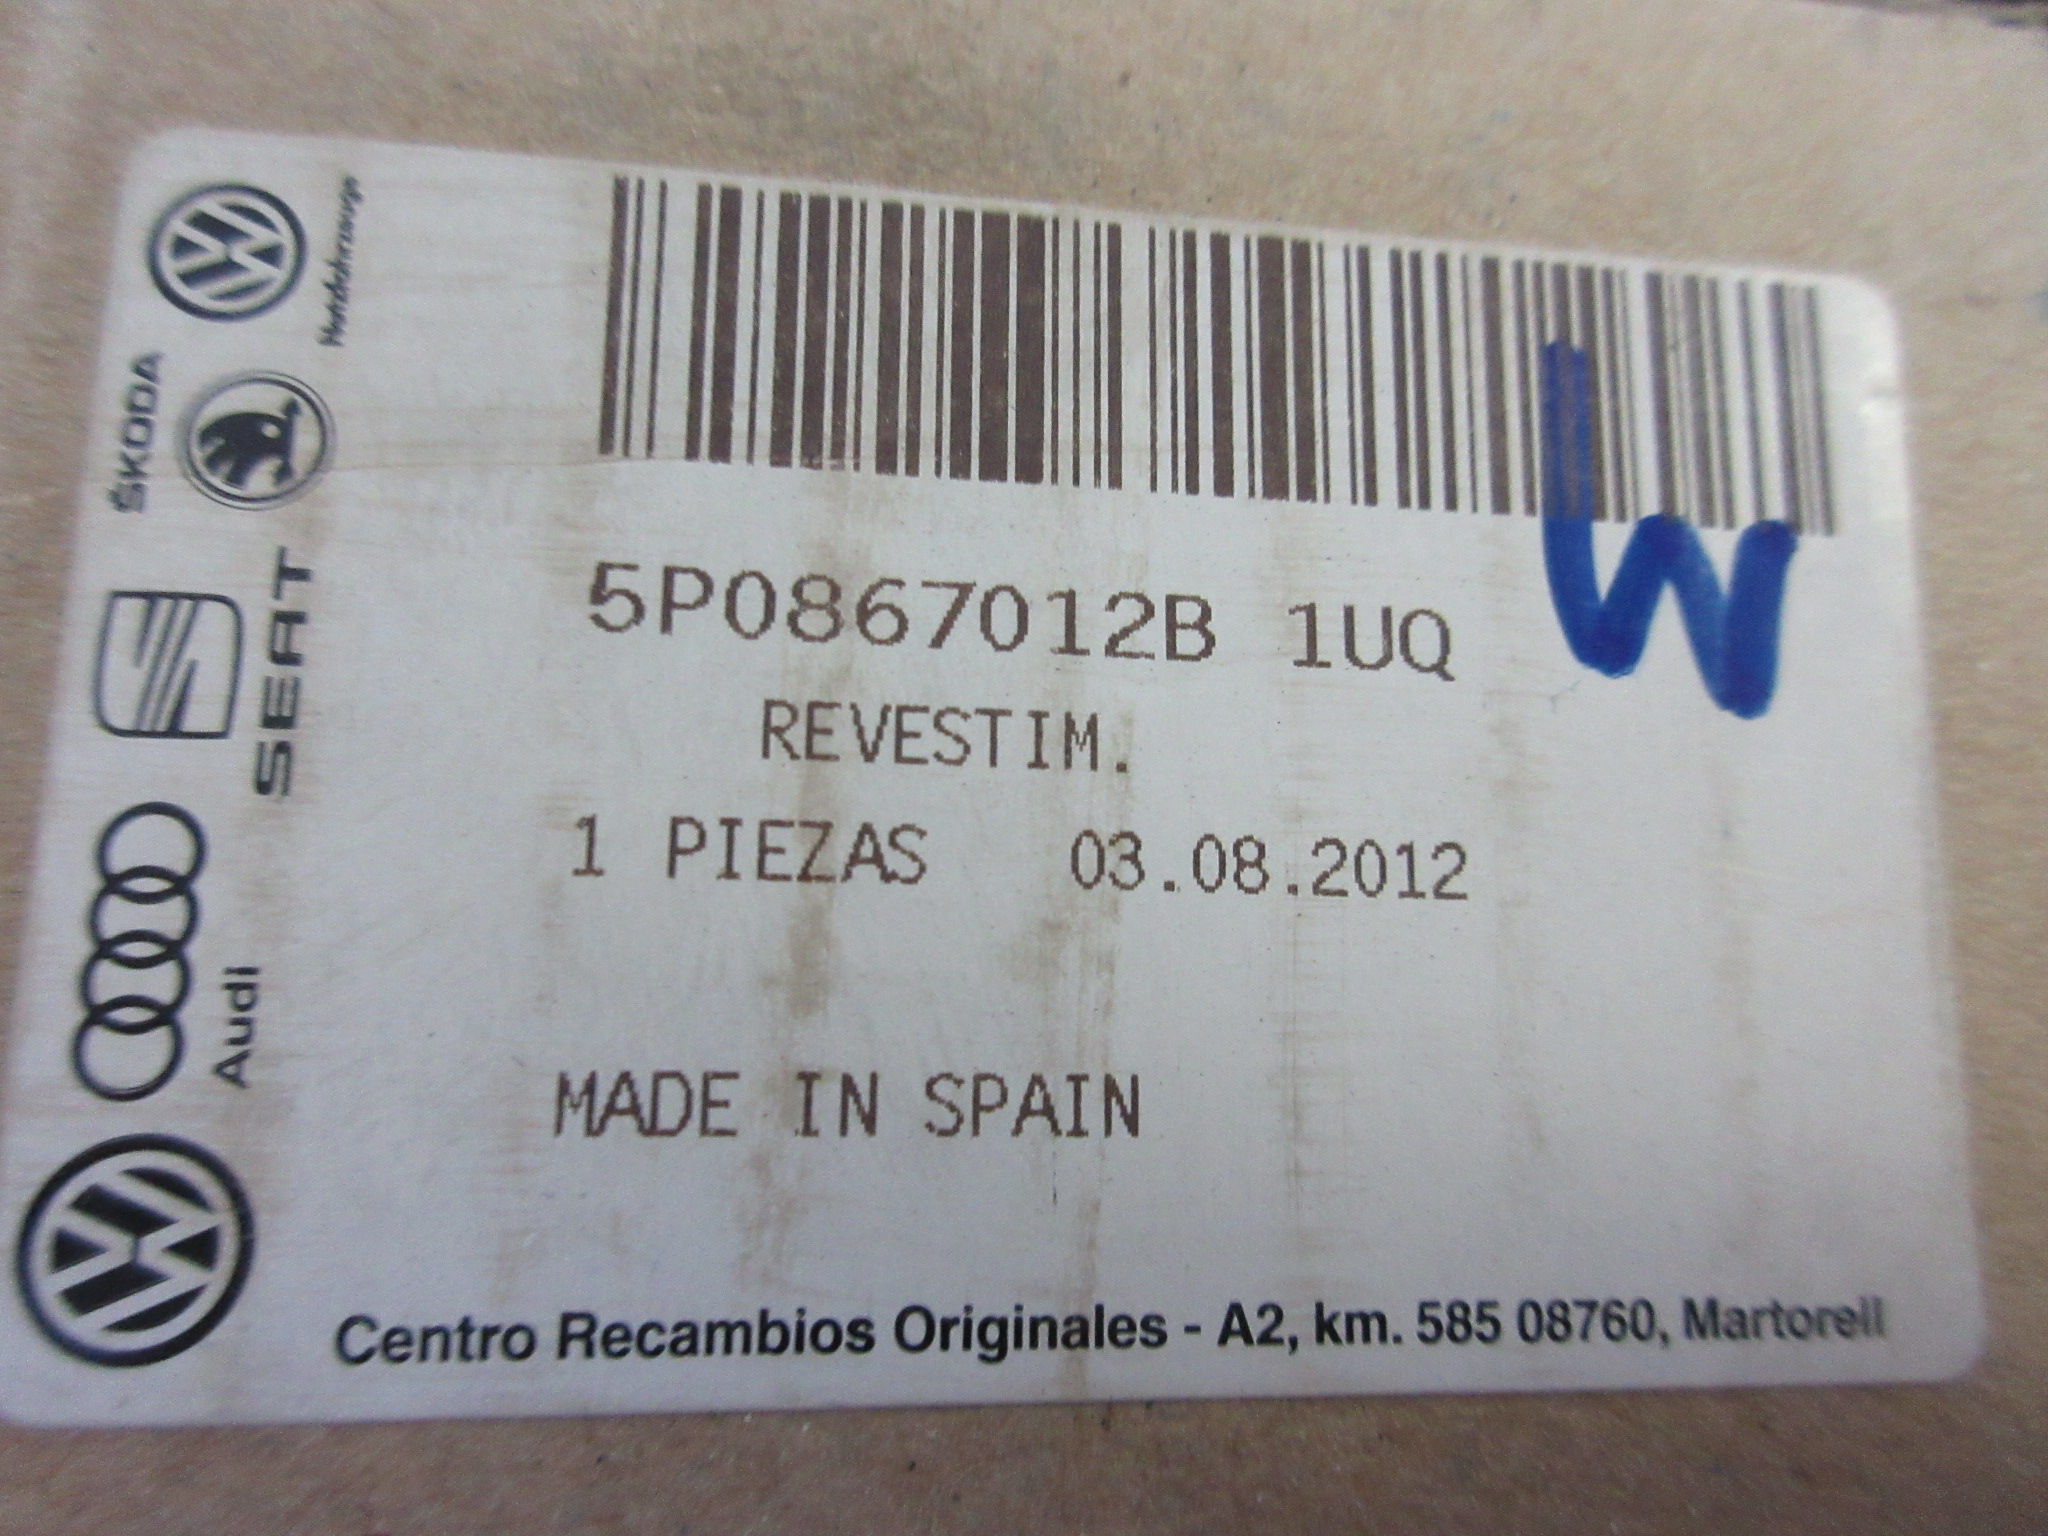 Nutzfahrzeuge
ŠKODA
SEAT
Audi
5P0867012B 1UQ
REVESTIM.
1 PIEZAS 03.08.2012
MADE IN SPAIN
Centro Recambios Originales - A2, km. 585 08760, Martorell
W